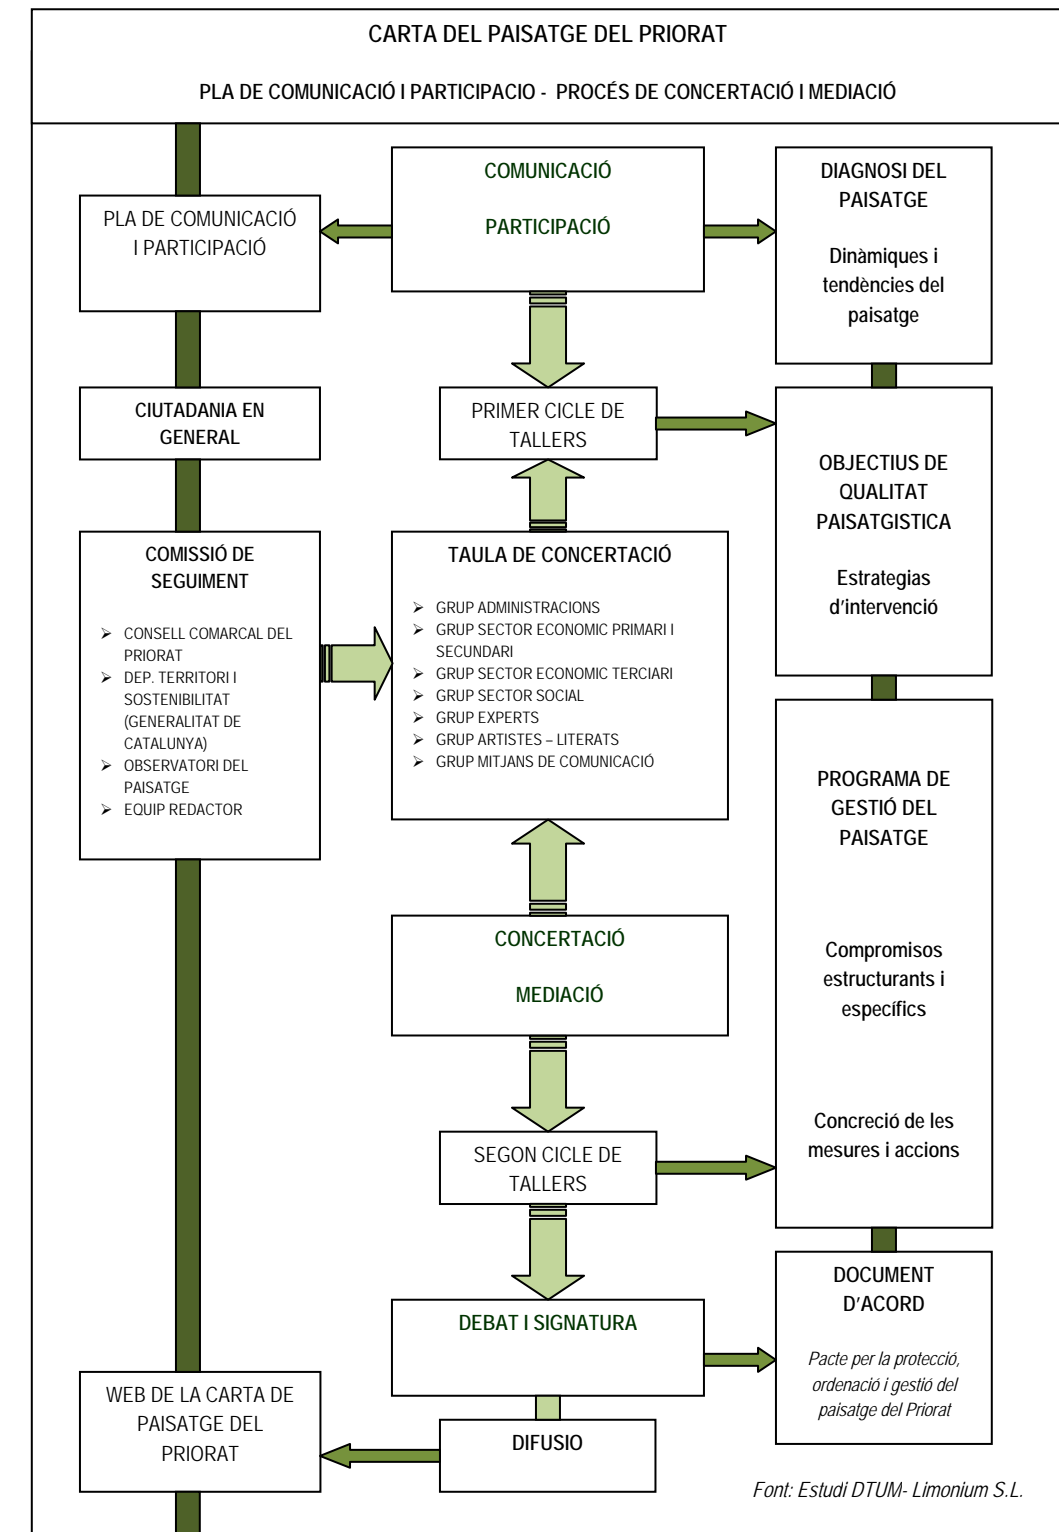 CARTA DEL PAISATGE DEL PRIORAT
PLA DE COMUNICACIÓ I PARTICIPACIO - PROCÉS DE CONCERTACIÓ I MEDIACIÓ
PLA DE COMUNICACIÓ
I PARTICIPACIÓ
COMUNICACIÓ
PARTICIPACIÓ
DIAGNOSI DEL
PAISATGE
Dinàmiques i
tendències del
paisatge
CIUTADANIA EN
GENERAL
PRIMER CICLE DE
TALLERS
OBJECTIUS DE
QUALITAT
PAISATGISTICA
Estrategias
d'intervenció
COMISSIÓ DE
SEGUIMENT
➢ CONSELL COMARCAL DEL
PRIORAT
➢ DEP. TERRITORI I
SOSTENIBILITAT
(GENERALITAT DE
CATALUNYA)
➢ OBSERVATORI DEL
PAISATGE
➢ EQUIP REDACTOR
TAULA DE CONCERTACIÓ
➢ GRUP ADMINISTRACIONS
➢ GRUP SECTOR ECONOMIC PRIMARI I
SECUNDARI
➢ GRUP SECTOR ECONOMIC TERCIARI
➢ GRUP SECTOR SOCIAL
➢ GRUP EXPERTS
➢ GRUP ARTISTES – LITERATS
➢ GRUP MITJANS DE COMUNICACIÓ
PROGRAMA DE
GESTIÓ DEL
PAISATGE
Compromisos
estructurants i
específics
Concreció de les
mesures i accions
CONCERTACIÓ
MEDIACIÓ
SEGON CICLE DE
TALLERS
DEBAT I SIGNATURA
DOCUMENT
D'ACORD
Pacte per la protecció,
ordenació i gestió del
paisatge del Priorat
WEB DE LA CARTA DE
PAISATGE DEL
PRIORAT
DIFUSIO
Font: Estudi DTUM- Limonium S.L.